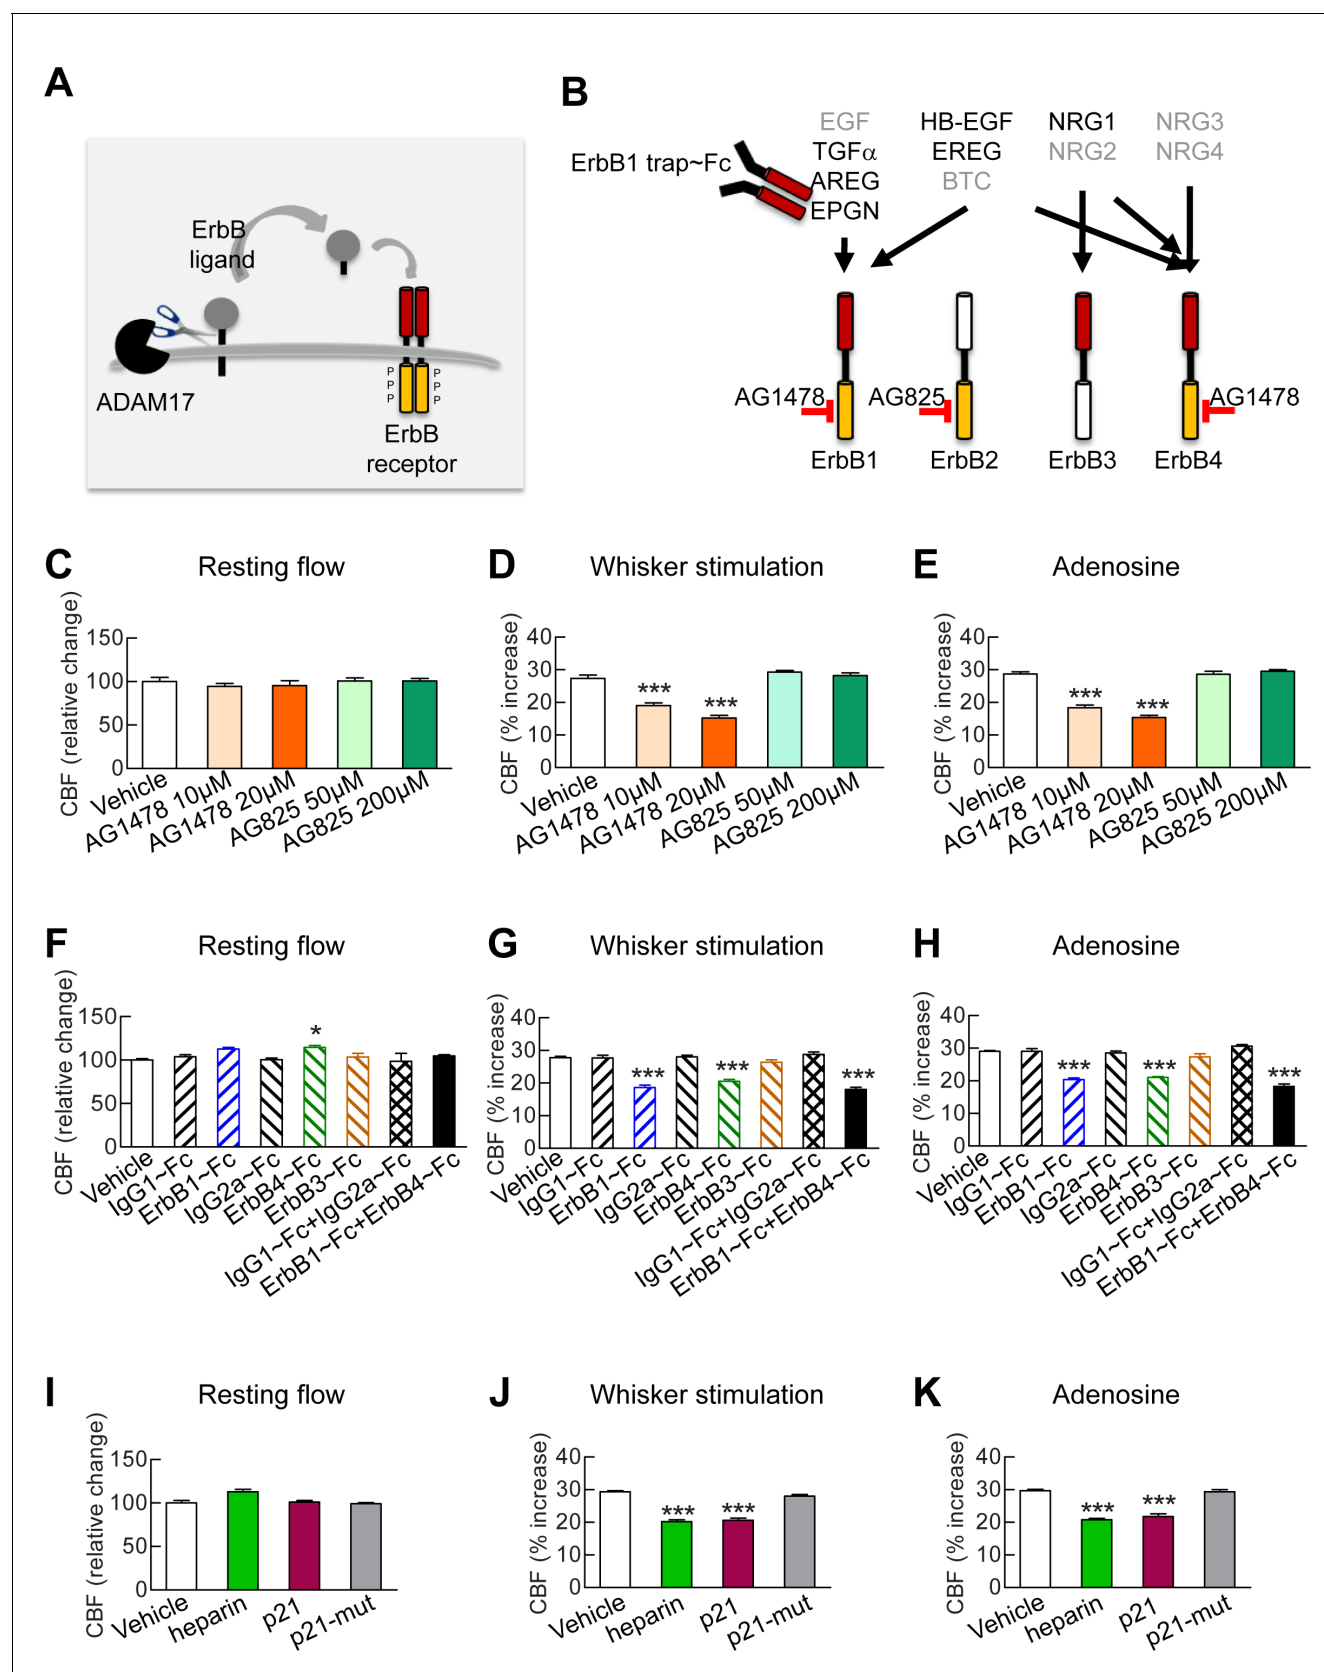 A
ErbB
ligand
ADAM17
P
P
P
P
P
P
ErbB
receptor
B
ErbB1 trap~Fc
EGF
TGFα
AREG
EPGN
HB-EGF
EREG
BTC
NRG1
NRG2
NRG3
NRG4
AG1478
AG825
AG1478
ErbB1
ErbB2
ErbB3
ErbB4
C
Resting flow
CBF (relative change)
150
100
50
0
Vehicle
AG1478 10μM
AG1478 20μM
AG825 50μM
AG825 200μM
D
Whisker stimulation
CBF (% increase)
40
30
20
10
0
***
***
Vehicle
AG1478 10μM
AG1478 20μM
AG825 50μM
AG825 200μM
E
Adenosine
CBF (% increase)
40
30
20
10
0
***
***
Vehicle
AG1478 10μM
AG1478 20μM
AG825 50μM
AG825 200μM
F
Resting flow
CBF (relative change)
150
100
50
0
*
Vehicle
IgG1~Fc
ErbB1~Fc
IgG2a~Fc
ErbB4~Fc
ErbB3~Fc
IgG1~Fc+IgG2a~Fc
ErbB1~Fc+ErbB4~Fc
G
Whisker stimulation
CBF (% increase)
40
30
20
10
0
***
***
***
Vehicle
IgG1~Fc
ErbB1~Fc
IgG2a~Fc
ErbB4~Fc
ErbB3~Fc
IgG1~Fc+IgG2a~Fc
ErbB1~Fc+ErbB4~Fc
H
Adenosine
CBF (% increase)
40
30
20
10
0
***
***
***
Vehicle
IgG1~Fc
ErbB1~Fc
IgG2a~Fc
ErbB4~Fc
ErbB3~Fc
IgG1~Fc+IgG2a~Fc
ErbB1~Fc+ErbB4~Fc
I
Resting flow
CBF (relative change)
150
100
50
0
Vehicle
heparin
p21
p21-mut
J
Whisker stimulation
CBF (% increase)
40
30
20
10
0
***
***
Vehicle
heparin
p21
p21-mut
K
Adenosine
CBF (% increase)
40
30
20
10
0
***
***
Vehicle
heparin
p21
p21-mut